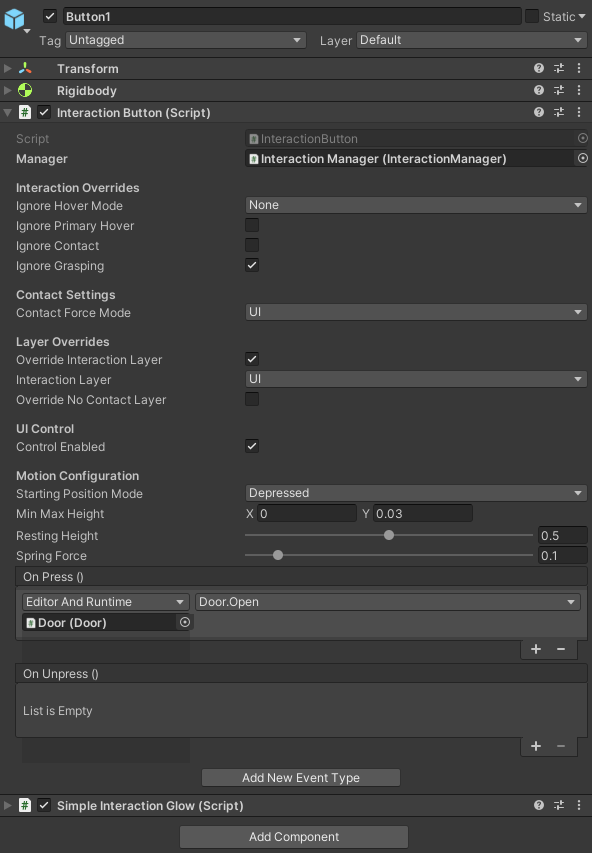 Button1 Static
Tag Untagged Layer Default
Transform
Rigidbody
Interaction Button (Script)
Script InteractionButton
Manager Interaction Manager (InteractionManager)
Interaction Overrides
Ignore Hover Mode None
Ignore Primary Hover
Ignore Contact
Ignore Grasping
Contact Settings
Contact Force Mode UI
Layer Overrides
Override Interaction Layer
Interaction Layer UI
Override No Contact Layer
UI Control
Control Enabled
Motion Configuration
Starting Position Mode Depressed
Min Max Height X 0 Y 0.03
Resting Height 0.5
Spring Force 0.1
On Press ()
Editor And Runtime Door.Open
Door (Door)
On Unpress ()
List is Empty
Add New Event Type
Simple Interaction Glow (Script)
Add Component